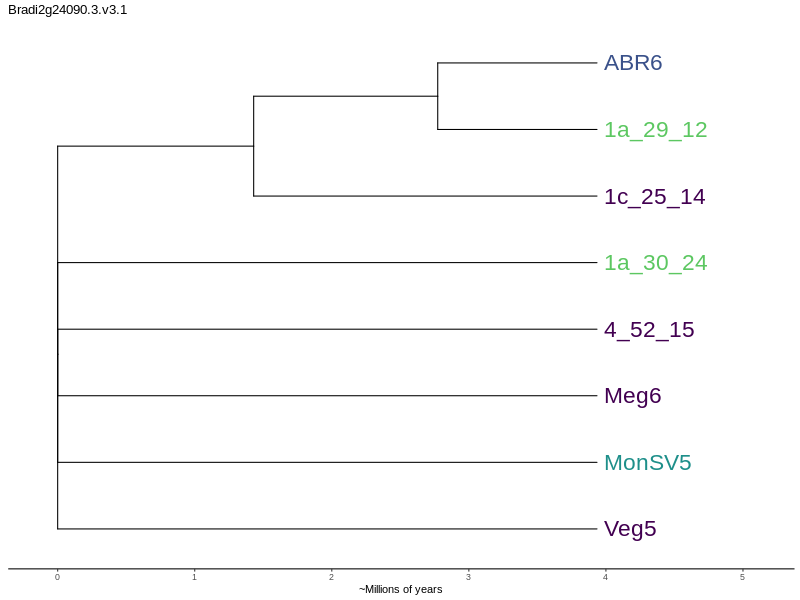 Bradi2g24090.3.v3.1
ABR6
1a_29_12
1c_25_14
1a_30_24
4_52_15
Meg6
MonSV5
Veg5
0 1 2 3 4 5
~Millions of years